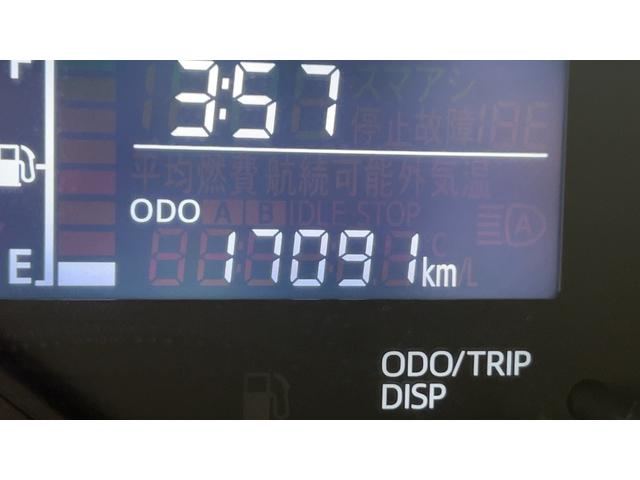 F
3:57
スマアシ
停止故障
平均燃費 航続可能外気温
ODO A B IDLE STOP
A
17091km
E
ODO/TRIP
DISP